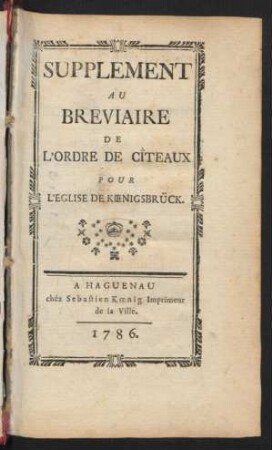 SUPPLEMENT
AU
BREVIAIRE
DE
L'ORDRE DE CÎTEAUX
POUR
L'EGLISE DE KŒNIGSBRÜCK.
A HAGUENAU
chés Sebastien Kœnig Imprimeur
de la Ville.
1786.